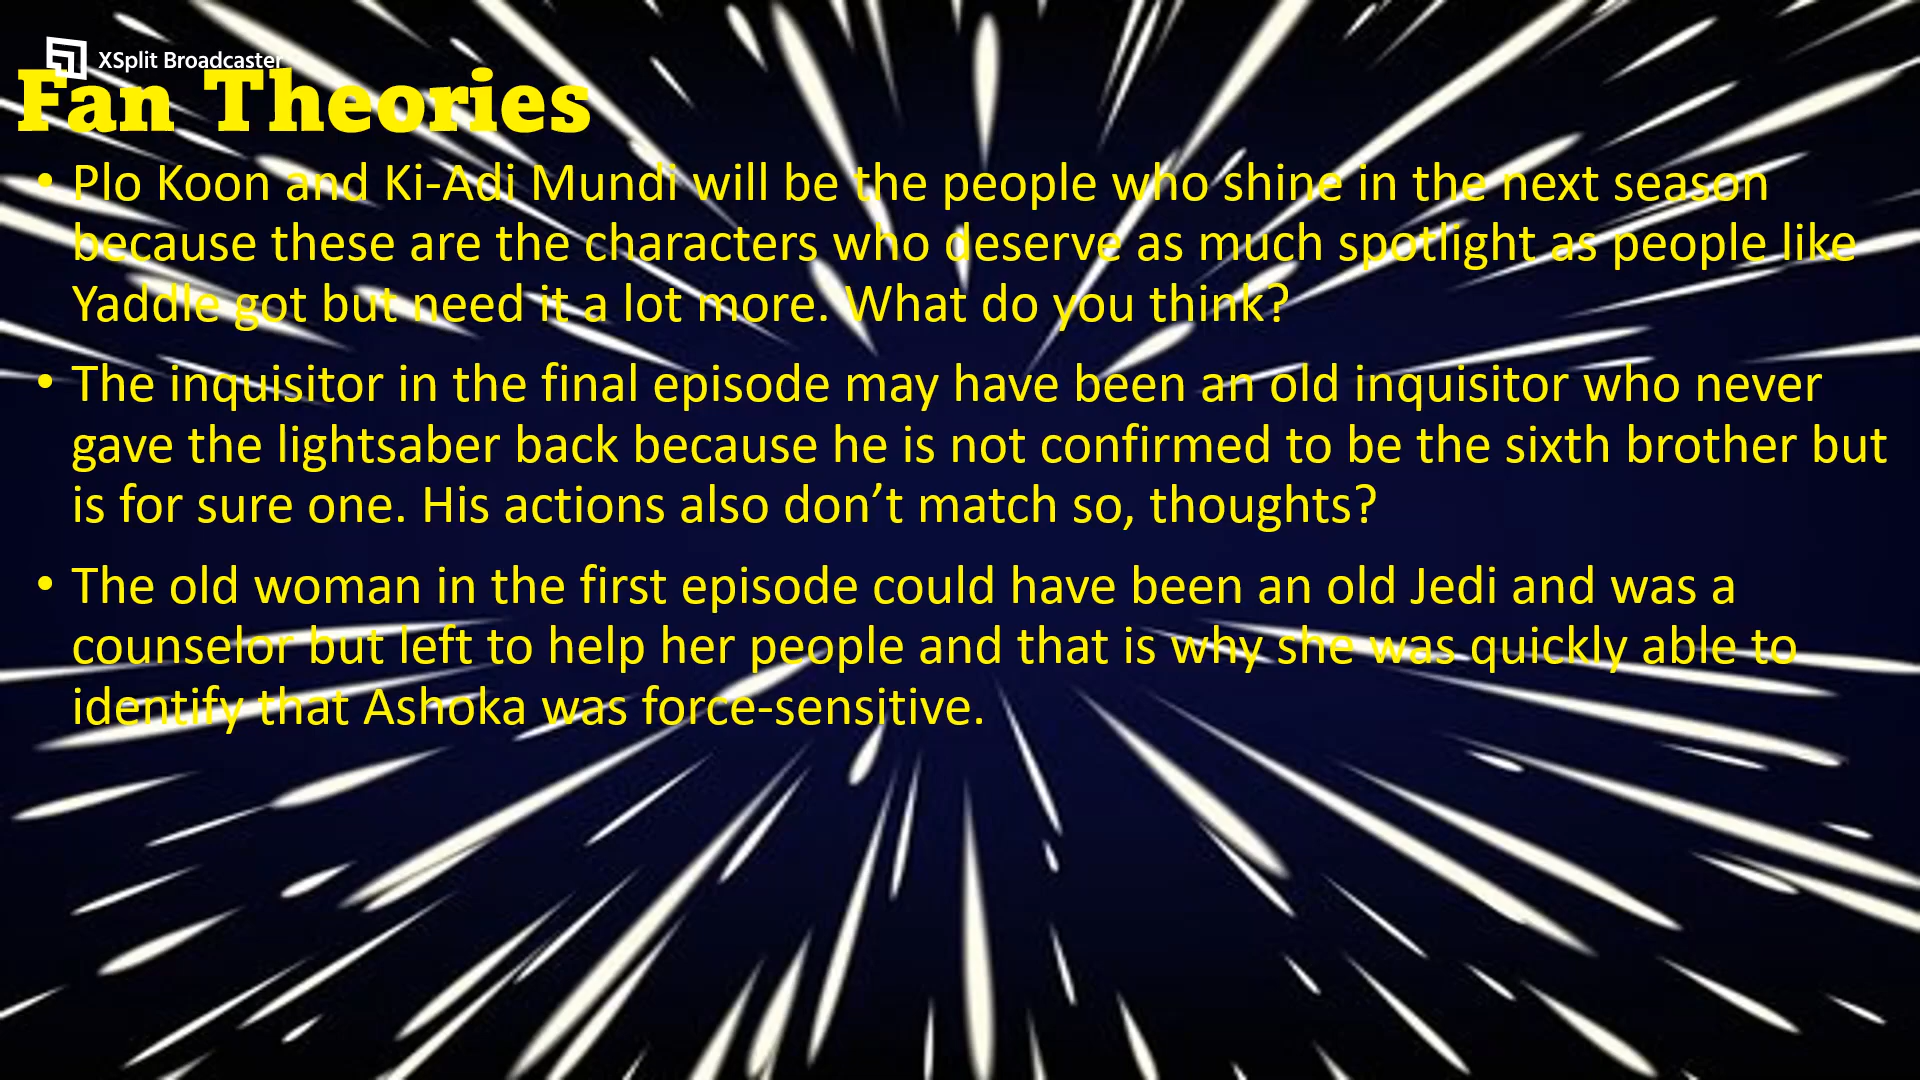 XSplit Broadcaster
Fan Theories
• Plo Koon and Ki-Adi Mundi will be the people who shine in the next season
because these are the characters who deserve as much spotlight as people like
Yaddle got but need it a lot more. What do you think?
• The inquisitor in the final episode may have been an old inquisitor who never
gave the lightsaber back because he is not confirmed to be the sixth brother but
is for sure one. His actions also don’t match so, thoughts?
• The old woman in the first episode could have been an old Jedi and was a
counselor but left to help her people and that is why she was quickly able to
identify that Ashoka was force-sensitive.